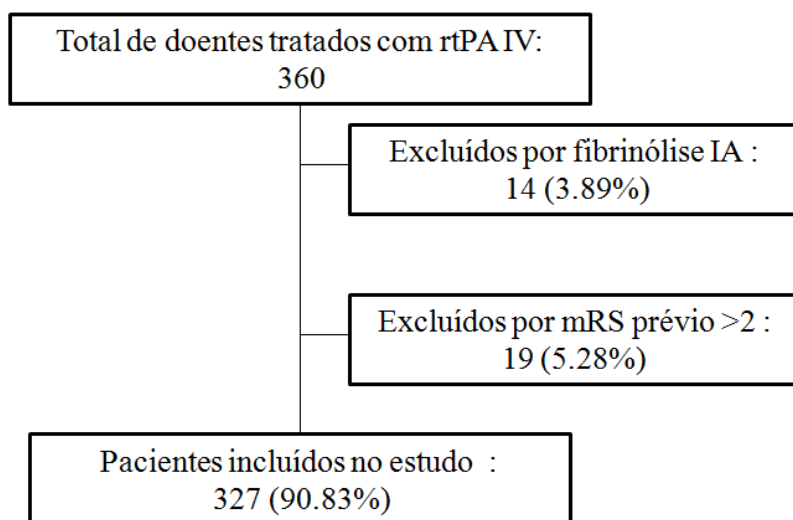 Total de doentes tratados com rtPA IV:
360
Excluídos por fibrinólise IA :
14 (3.89%)
Excluídos por mRS prévio >2 :
19 (5.28%)
Pacientes incluídos no estudo :
327 (90.83%)